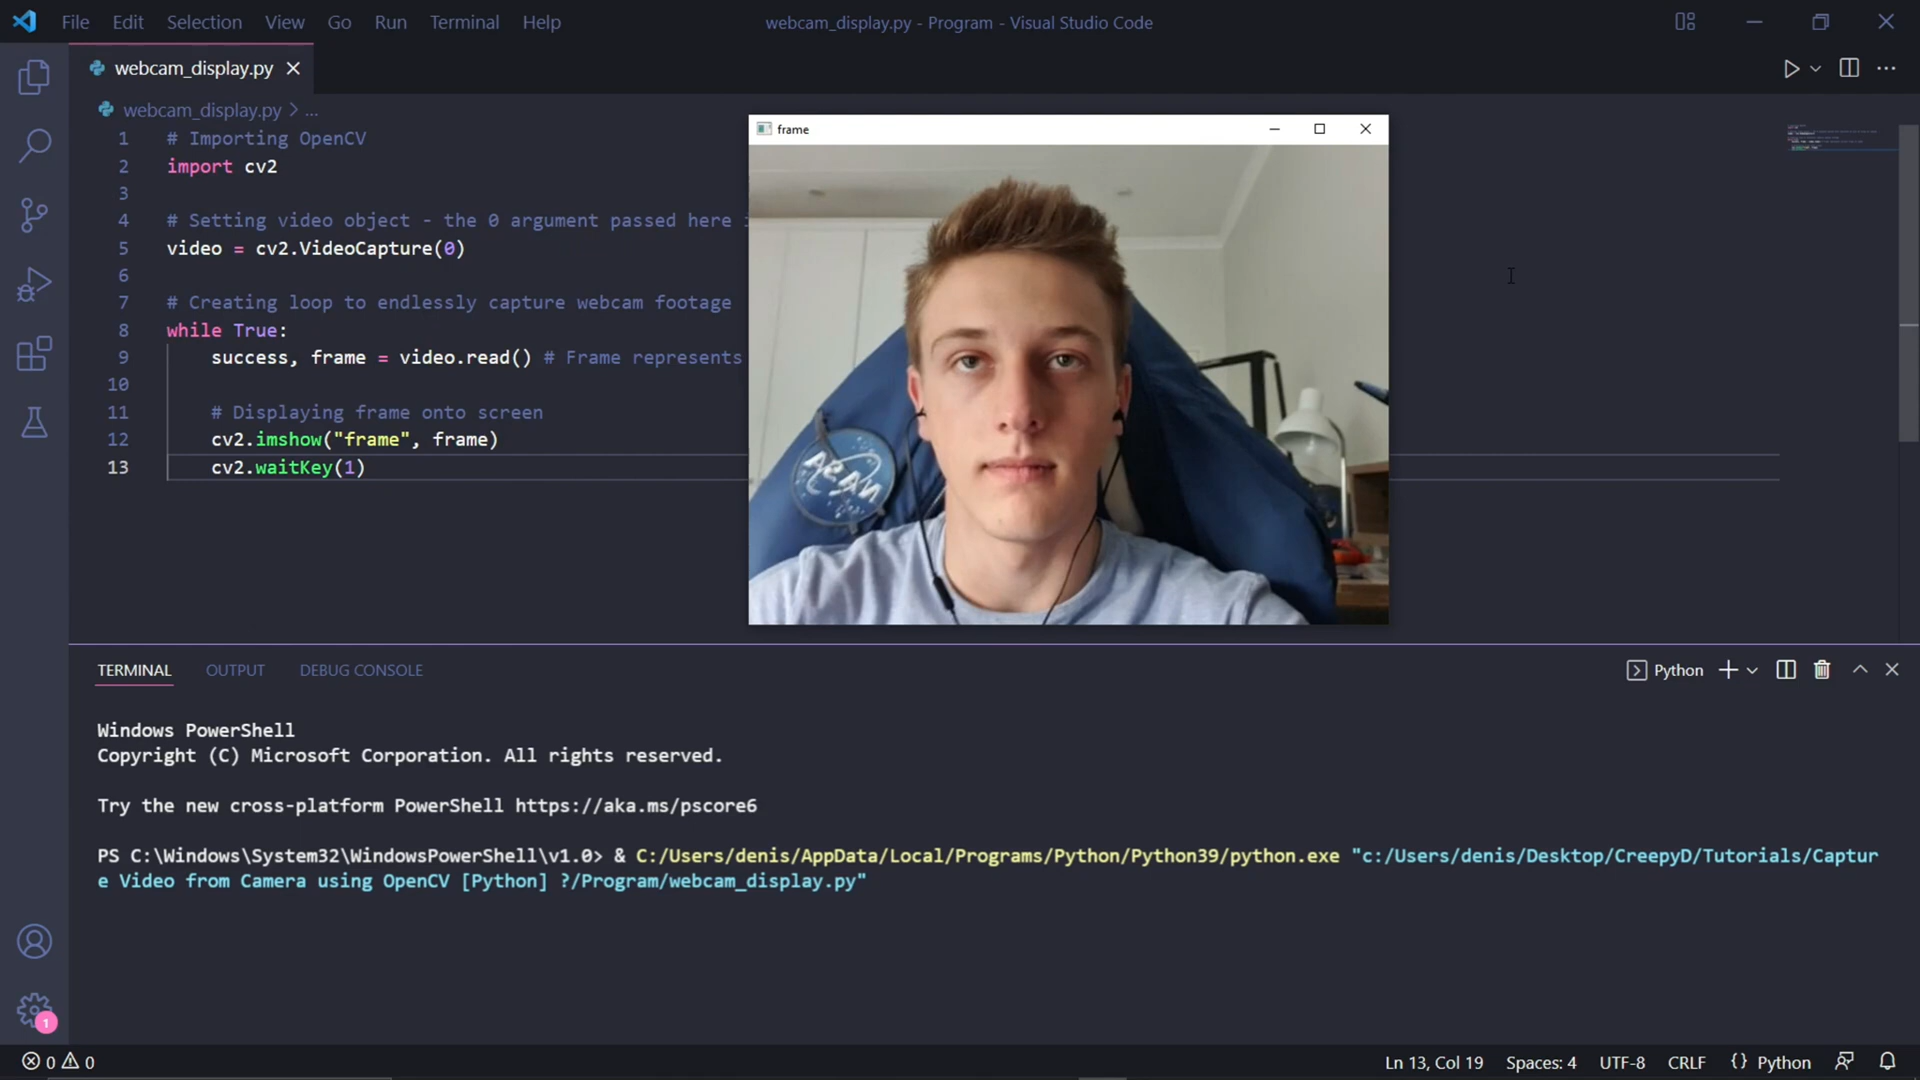 File Edit Selection View Go Run Terminal Help
webcam_display.py - Program - Visual Studio Code
webcam_display.py
webcam_display.py > ...
frame
1 # Importing OpenCV
2 import cv2
3
4 # Setting video object - the 0 argument passed here
5 video = cv2.VideoCapture(0)
6
7 # Creating loop to endlessly capture webcam footage
8 while True:
9 success, frame = video.read() # Frame represents
10
11 # Displaying frame onto screen
12 cv2.imshow("frame", frame)
13 cv2.waitKey(1)
TERMINAL OUTPUT DEBUG CONSOLE
Python
Windows PowerShell
Copyright (C) Microsoft Corporation. All rights reserved.
Try the new cross-platform PowerShell https://aka.ms/pscore6
PS C:\Windows\System32\WindowsPowerShell\v1.0> & C:/Users/denis/AppData/Local/Programs/Python/Python39/python.exe "c:/Users/denis/Desktop/CreepyD/Tutorials/Captur
e Video from Camera using OpenCV [Python] ?/Program/webcam_display.py"
1
0 0
Ln 13, Col 19 Spaces: 4 UTF-8 CRLF {} Python